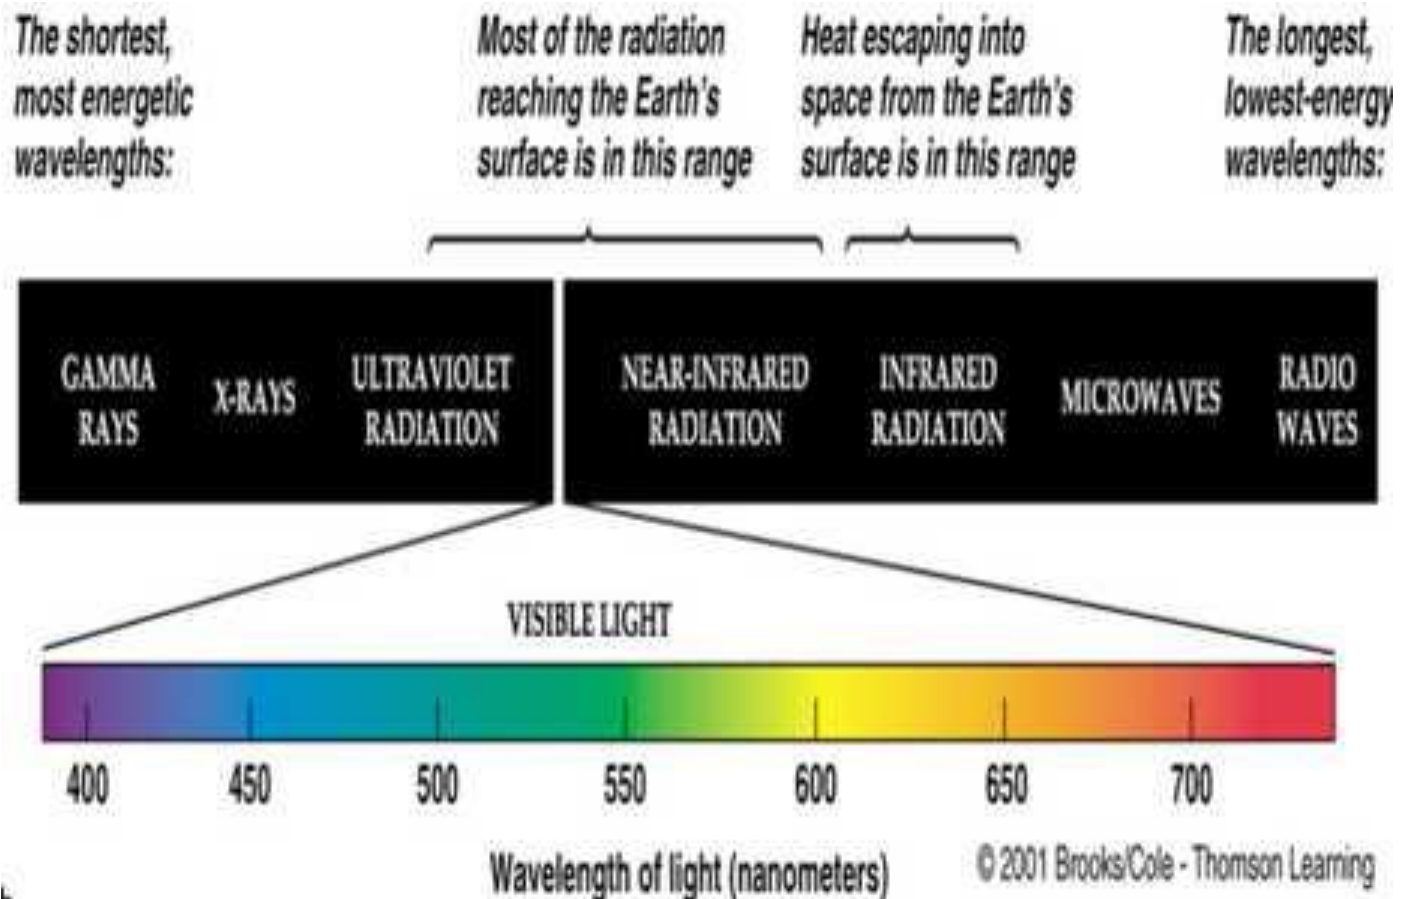 The shortest,
most energetic
wavelengths:
Most of the radiation
reaching the Earth's
surface is in this range
Heat escaping into
space from the Earth's
surface is in this range
The longest,
lowest-energy
wavelengths:
GAMMA
RAYS
X-RAYS
ULTRAVIOLET
RADIATION
NEAR-INFRARED
RADIATION
INFRARED
RADIATION
MICROWAVES
RADIO
WAVES
VISIBLE LIGHT
400 450 500 550 600 650 700
Wavelength of light (nanometers)
© 2001 Brooks/Cole - Thomson Learning